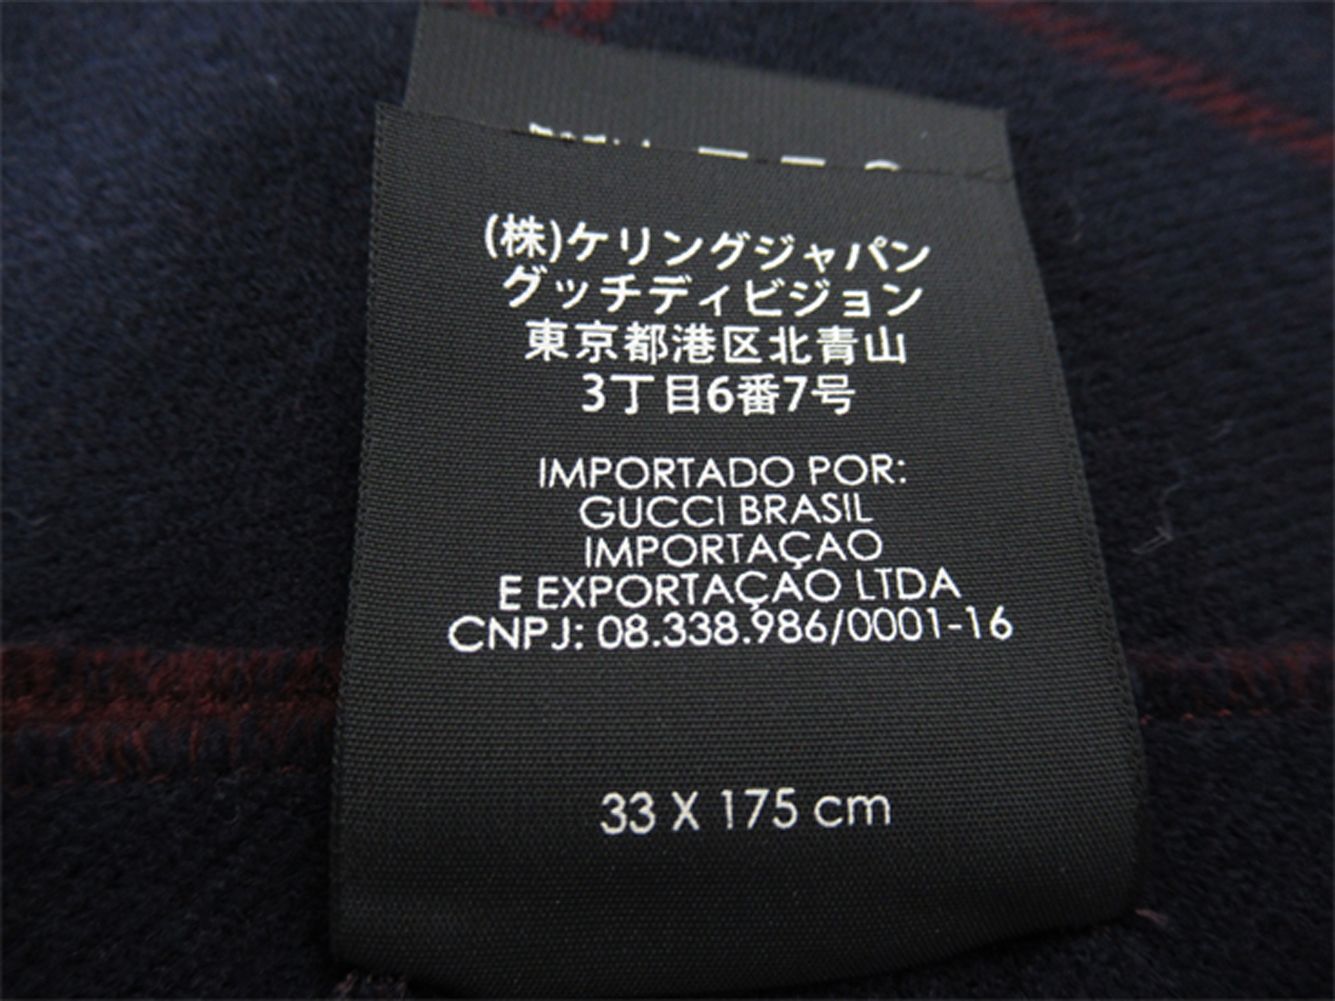 (株)ケリングジャパン
グッチディビジョン
東京都港区北青山
3丁目6番7号
IMPORTADO POR:
GUCCI BRASIL
IMPORTAÇAO
E EXPORTAÇAO LTDA
CNPJ: 08.338.986/0001-16
33 X 175 cm